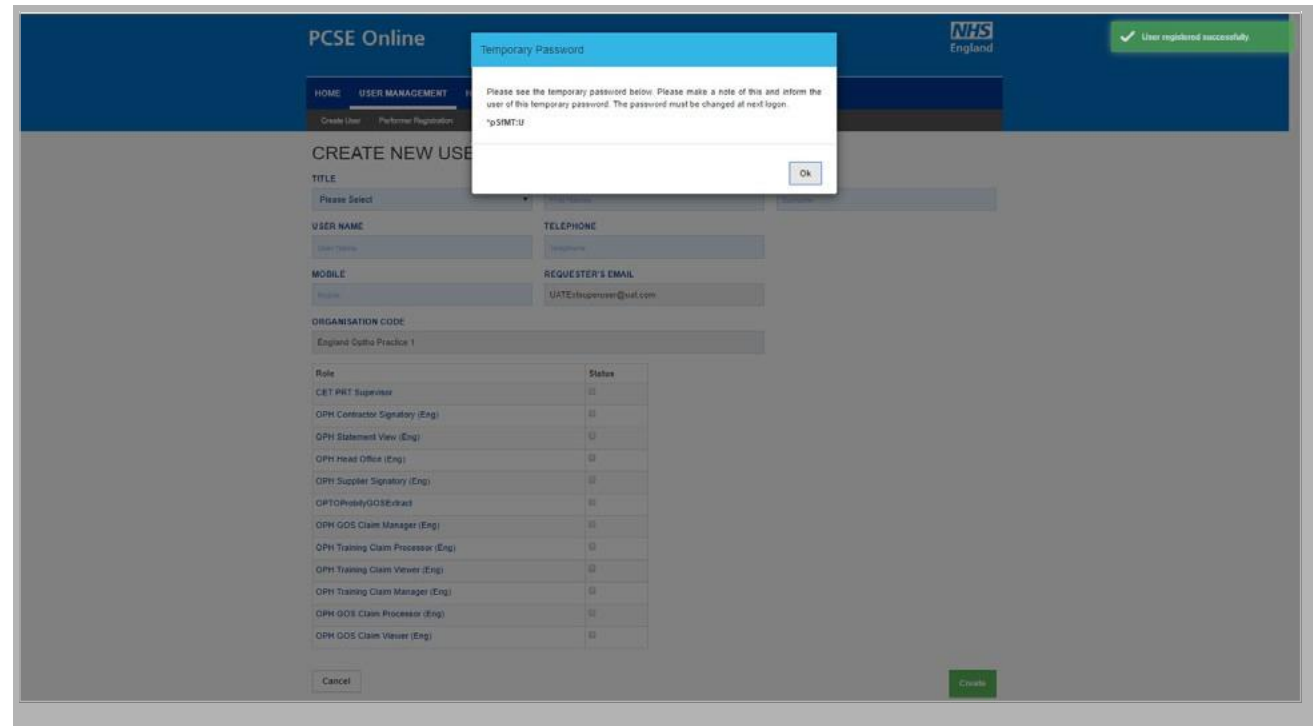 PCSE Online
NHS
England
User registered successfully
Temporary Password
Please see the temporary password below. Please make a note of this and inform the
user of this temporary password. The password must be changed at next logon.
Ok
HOME USER MANAGEMENT
Create User Performer Registration
CREATE NEW USE
TITLE
Please Select
USER NAME TELEPHONE
User Name Telephone
MOBILE REQUESTER'S EMAIL
Mobile
ORGANISATION CODE
England Optho Practice 1
Role Status
CET PRT Supervisor
OPH Contractor Signatory (Eng)
OPH Statement View (Eng)
OPH Head Office (Eng)
OPH Supplier Signatory (Eng)
OPH GOS Claim Manager (Eng)
OPH Training Claim Processor (Eng)
OPH Training Claim Viewer (Eng)
OPH Training Claim Manager (Eng)
OPH GOS Claim Processor (Eng)
OPH GOS Claim Viewer (Eng)
Cancel Create